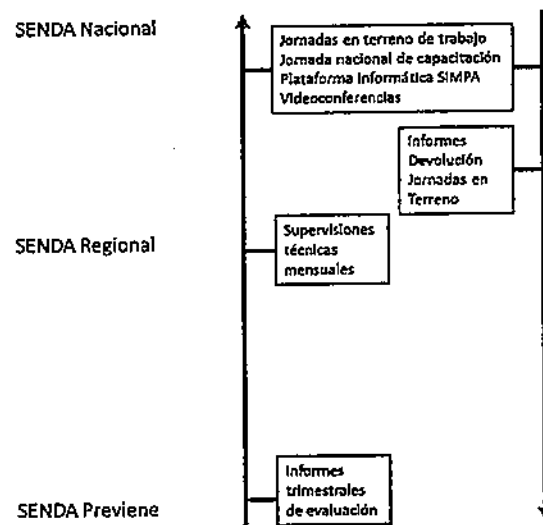 SENDA Nacional
Jornadas en terreno de trabajo
Jornada nacional de capacitación
Plataforma Informática SIMPA
Videoconferencias
Informes
Devolución
Jornadas en
Terreno
SENDA Regional
Supervisiones
técnicas
mensuales
Informes
trimestrales
de evaluación
SENDA Previene